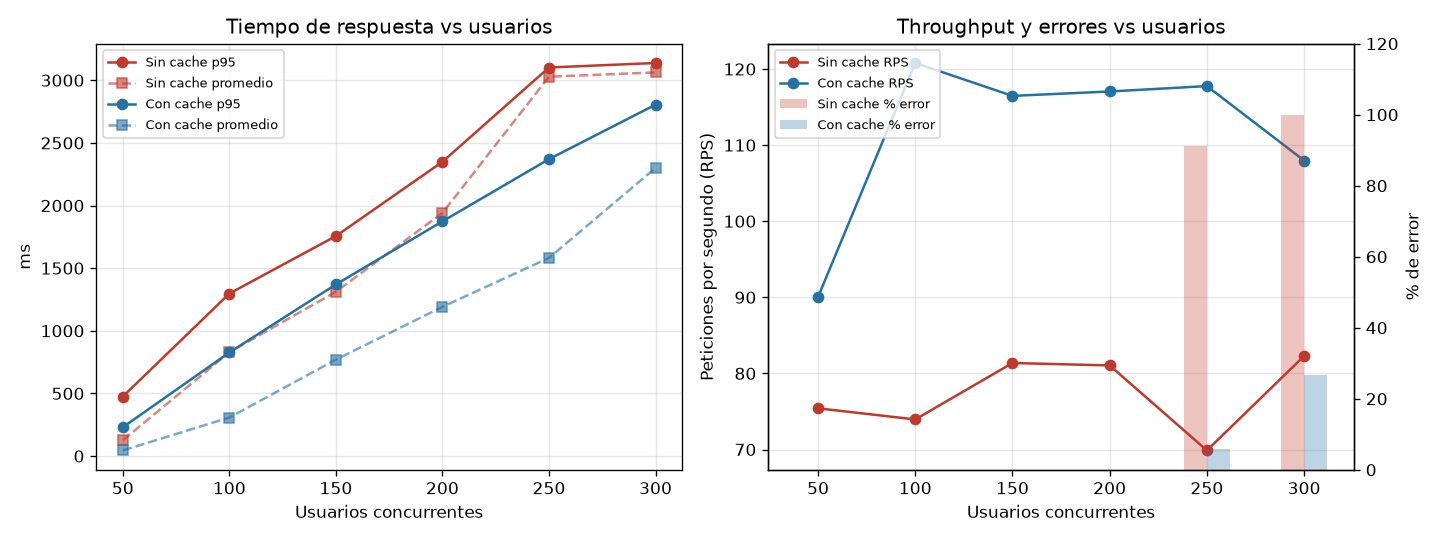 Tiempo de respuesta vs usuarios
Sin cache p95
Sin cache promedio
Con cache p95
Con cache promedio
3000
2500
2000
1500
1000
500
0
ms
50 100 150 200 250 300
Usuarios concurrentes
Throughput y errores vs usuarios
Sin cache RPS
Con cache RPS
Sin cache % error
Con cache % error
120
110
100
90
80
70
Peticiones por segundo (RPS)
120
100
80
60
40
20
0
% de error
50 100 150 200 250 300
Usuarios concurrentes